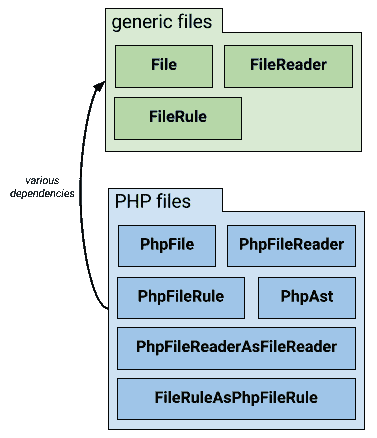 generic files
File
FileReader
FileRule
various
dependencies
PHP files
PhpFile
PhpFileReader
PhpFileRule
PhpAst
PhpFileReaderAsFileReader
FileRuleAsPhpFileRule